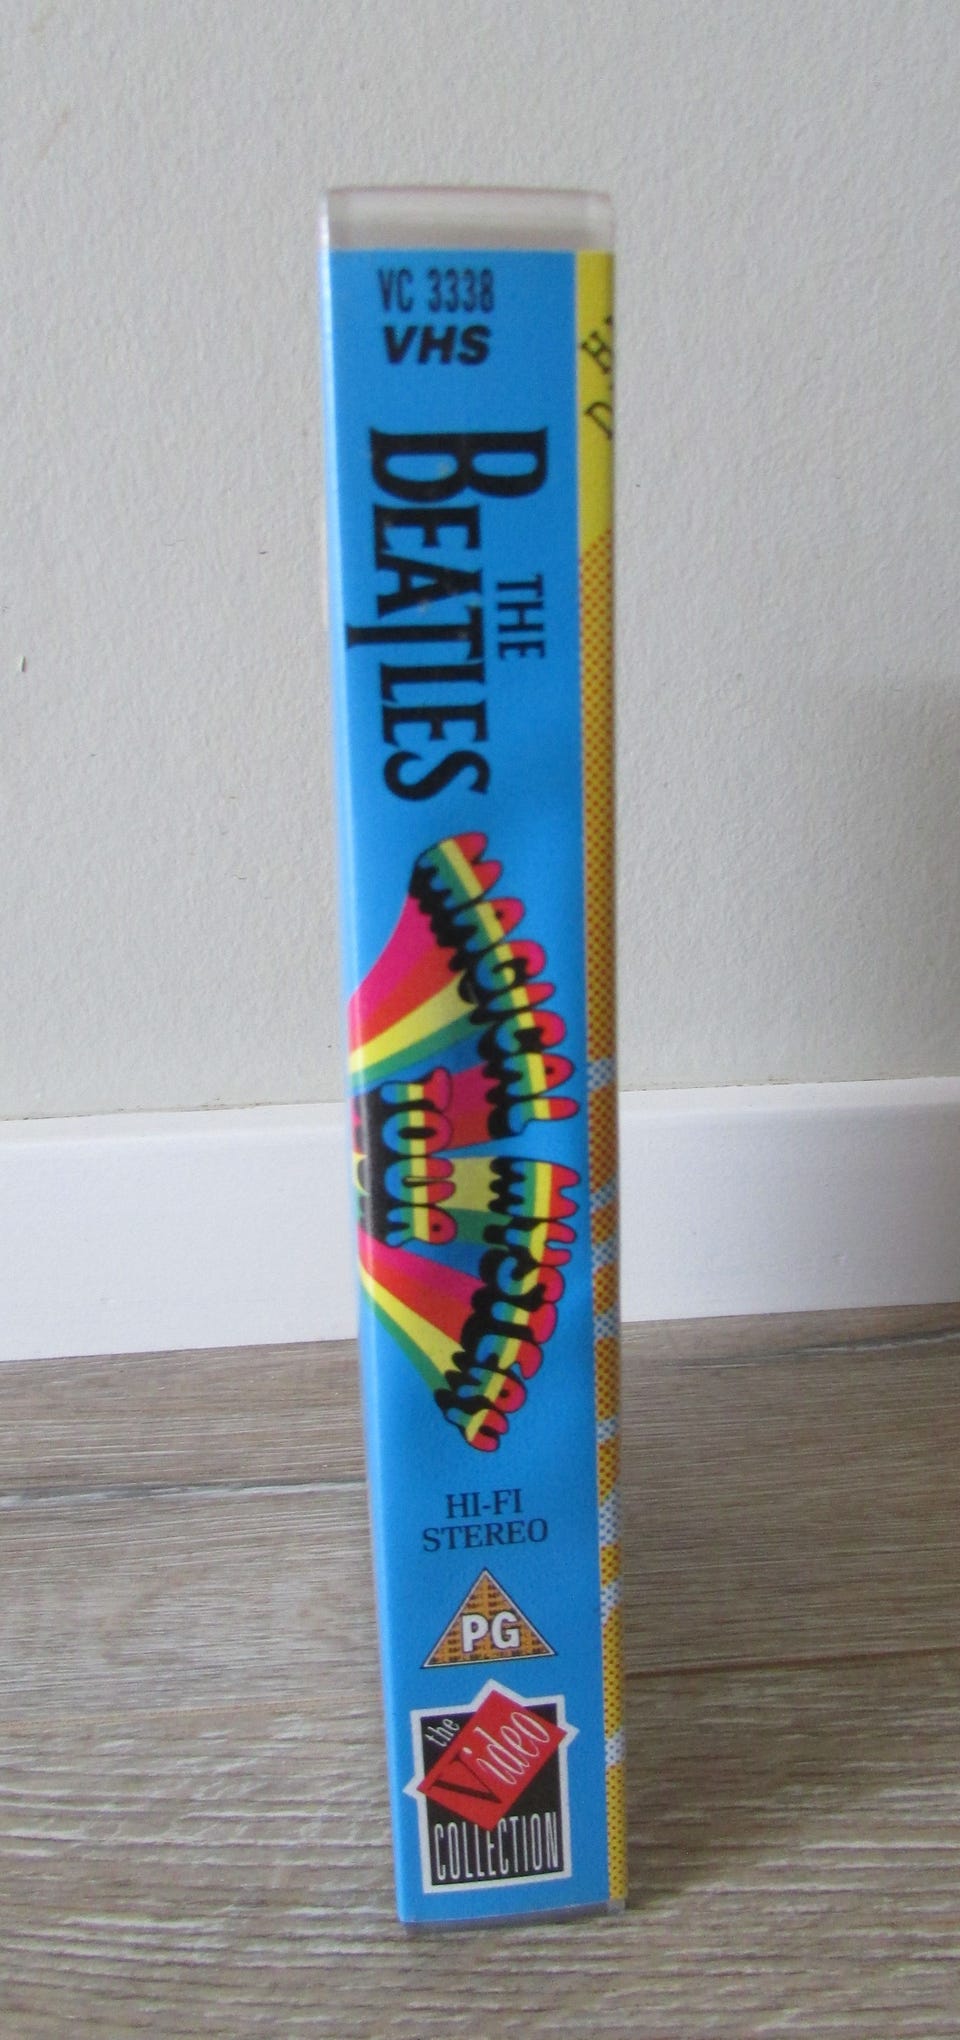 VC 3338
VHS
THE
BEATLES
MAGICAL MYSTERY
TOUR
HI-FI
STEREO
PG
the
Video
COLLECTION